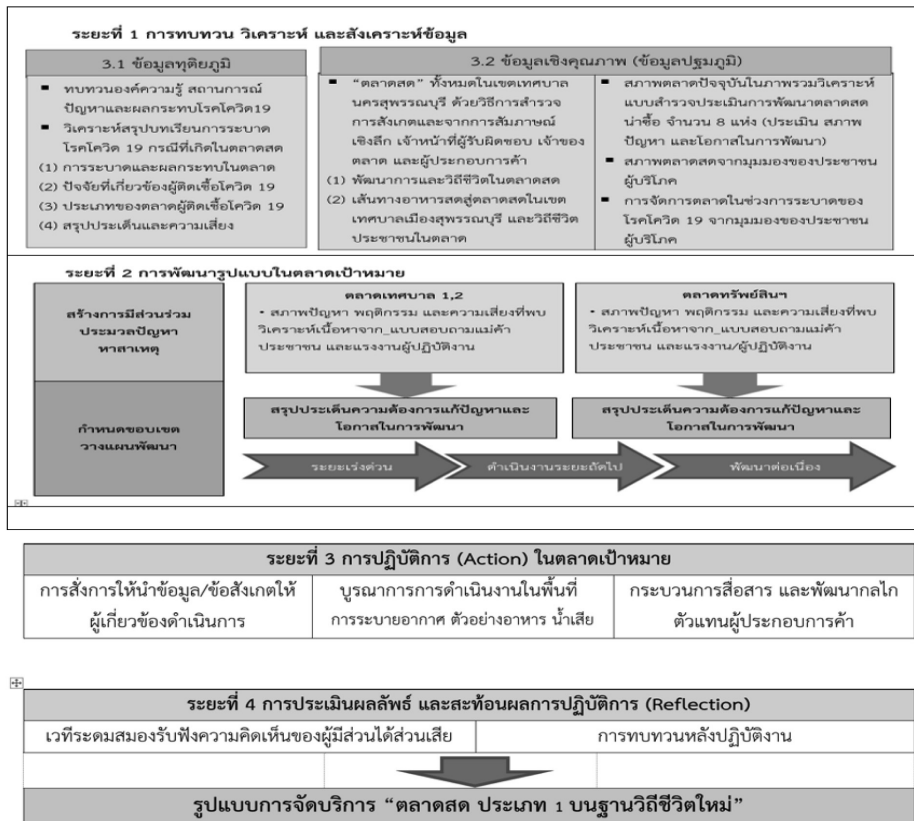 ระยะที่ 1 การทบทวน วิเคราะห์ และสังเคราะห์ข้อมูล
3.1 ข้อมูลทุติยภูมิ
▪ ทบทวนองค์ความรู้ สถานการณ์
ปัญหาและผลกระทบโรคโควิด19
▪ วิเคราะห์สรุปบทเรียนการระบาด
โรคโควิด 19 กรณีที่เกิดในตลาดสด
(1) การระบาดและผลกระทบในตลาด
(2) ปัจจัยที่เกี่ยวข้องผู้ติดเชื้อโควิด 19
(3) ประเภทของตลาดผู้ติดเชื้อโควิด 19
(4) สรุปประเด็นและความเสี่ยง
3.2 ข้อมูลเชิงคุณภาพ (ข้อมูลปฐมภูมิ)
▪ “ตลาดสด” ทั้งหมดในเขตเทศบาล
นครสุพรรณบุรี ด้วยวิธีการสำรวจ
การสังเกตและจากการสัมภาษณ์
เชิงลึก เจ้าหน้าที่ผู้รับผิดชอบ เจ้าของ
ตลาด และผู้ประกอบการค้า
(1) พัฒนาการและวิถีชีวิตในตลาดสด
(2) เส้นทางอาหารสดสู่ตลาดสดในเขต
เทศบาลเมืองสุพรรณบุรี และวิถีชีวิต
ประชาชนในตลาด
▪ สภาพตลาดปัจจุบันในภาพรวมวิเคราะห์
แบบสำรวจประเมินการพัฒนาตลาดสด
น่าซื้อ จำนวน 8 แห่ง (ประเมิน สภาพ
ปัญหา และโอกาสในการพัฒนา)
▪ สภาพตลาดสดจากมุมมองของประชาชน
ผู้บริโภค
▪ การจัดการตลาดในช่วงการระบาดของ
โรคโควิด 19 จากมุมมองของประชาชน
ผู้บริโภค
ระยะที่ 2 การพัฒนารูปแบบในตลาดเป้าหมาย
สร้างการมีส่วนร่วม
ประมวลปัญหา
หาสาเหตุ
ตลาดเทศบาล 1,2
• สภาพปัญหา พฤติกรรม และความเสี่ยงที่พบ
วิเคราะห์เนื้อหาจาก_แบบสอบถามแม่ค้า
ประชาชน และแรงงานผู้ปฏิบัติงาน
ตลาดทรัพย์สินฯ
• สภาพปัญหา พฤติกรรม และความเสี่ยงที่พบ
วิเคราะห์เนื้อหาจาก_แบบสอบถามแม่ค้า
ประชาชน และแรงงาน/ผู้ปฏิบัติงาน
กำหนดขอบเขต
วางแผนพัฒนา
สรุปประเด็นความต้องการแก้ปัญหาและ
โอกาสในการพัฒนา
สรุปประเด็นความต้องการแก้ปัญหาและ
โอกาสในการพัฒนา
ระยะเร่งด่วน
ดำเนินงานระยะถัดไป
พัฒนาต่อเนื่อง
ระยะที่ 3 การปฏิบัติการ (Action) ในตลาดเป้าหมาย
การสั่งการให้นำข้อมูล/ข้อสังเกตให้
ผู้เกี่ยวข้องดำเนินการ
บูรณาการการดำเนินงานในพื้นที่
การระบายอากาศ ตัวอย่างอาหาร น้ำเสีย
กระบวนการสื่อสาร และพัฒนากลไก
ตัวแทนผู้ประกอบการค้า
ระยะที่ 4 การประเมินผลลัพธ์ และสะท้อนผลการปฏิบัติการ (Reflection)
เวทีระดมสมองรับฟังความคิดเห็นของผู้มีส่วนได้ส่วนเสีย
การทบทวนหลังปฏิบัติงาน
รูปแบบการจัดบริการ “ตลาดสด ประเภท 1 บนฐานวิถีชีวิตใหม่”